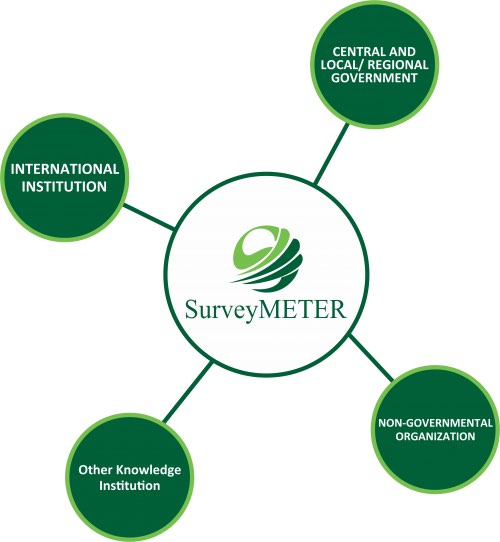 CENTRAL AND
LOCAL/ REGIONAL
GOVERNMENT
INTERNATIONAL
INSTITUTION
SurveyMETER
NON-GOVERNMENTAL
ORGANIZATION
Other Knowledge
Institution